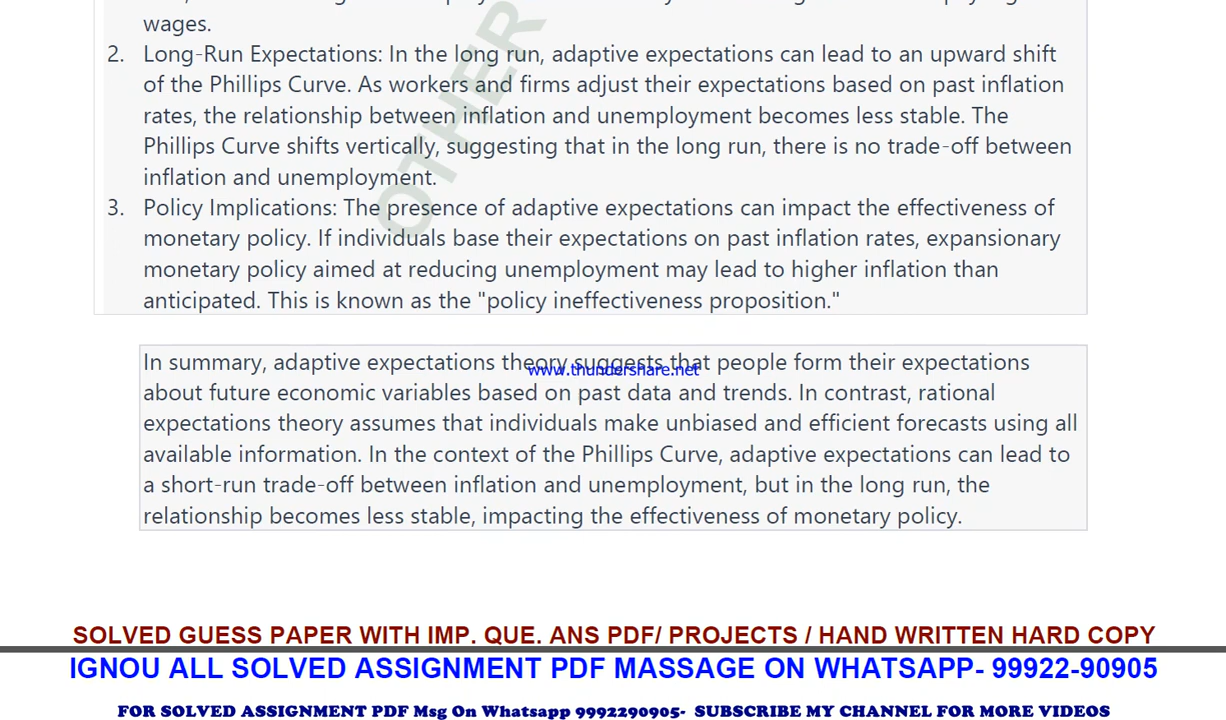 wages.
2. Long-Run Expectations: In the long run, adaptive expectations can lead to an upward shift
of the Phillips Curve. As workers and firms adjust their expectations based on past inflation
rates, the relationship between inflation and unemployment becomes less stable. The
Phillips Curve shifts vertically, suggesting that in the long run, there is no trade-off between
inflation and unemployment.
3. Policy Implications: The presence of adaptive expectations can impact the effectiveness of
monetary policy. If individuals base their expectations on past inflation rates, expansionary
monetary policy aimed at reducing unemployment may lead to higher inflation than
anticipated. This is known as the "policy ineffectiveness proposition."
OTHER
In summary, adaptive expectations theory suggests that people form their expectations
www.thundershare.net
about future economic variables based on past data and trends. In contrast, rational
expectations theory assumes that individuals make unbiased and efficient forecasts using all
available information. In the context of the Phillips Curve, adaptive expectations can lead to
a short-run trade-off between inflation and unemployment, but in the long run, the
relationship becomes less stable, impacting the effectiveness of monetary policy.
SOLVED GUESS PAPER WITH IMP. QUE. ANS PDF/ PROJECTS / HAND WRITTEN HARD COPY
IGNOU ALL SOLVED ASSIGNMENT PDF MASSAGE ON WHATSAPP- 99922-90905
FOR SOLVED ASSIGNMENT PDF Msg On Whatsapp 9992290905- SUBSCRIBE MY CHANNEL FOR MORE VIDEOS